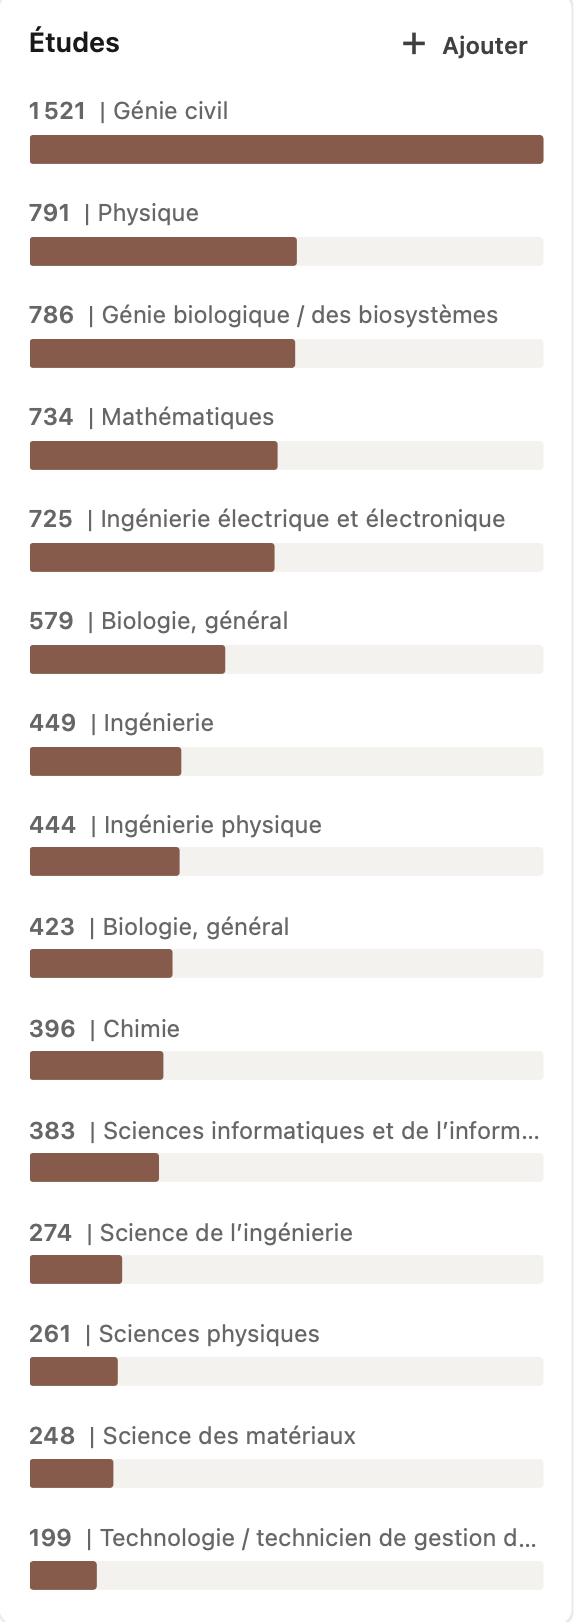 Études
+ Ajouter
1 521 | Génie civil
791 | Physique
786 | Génie biologique / des biosystèmes
734 | Mathématiques
725 | Ingénierie électrique et électronique
579 | Biologie, général
449 | Ingénierie
444 | Ingénierie physique
423 | Biologie, général
396 | Chimie
383 | Sciences informatiques et de l’inform...
274 | Science de l’ingénierie
261 | Sciences physiques
248 | Science des matériaux
199 | Technologie / technicien de gestion d...